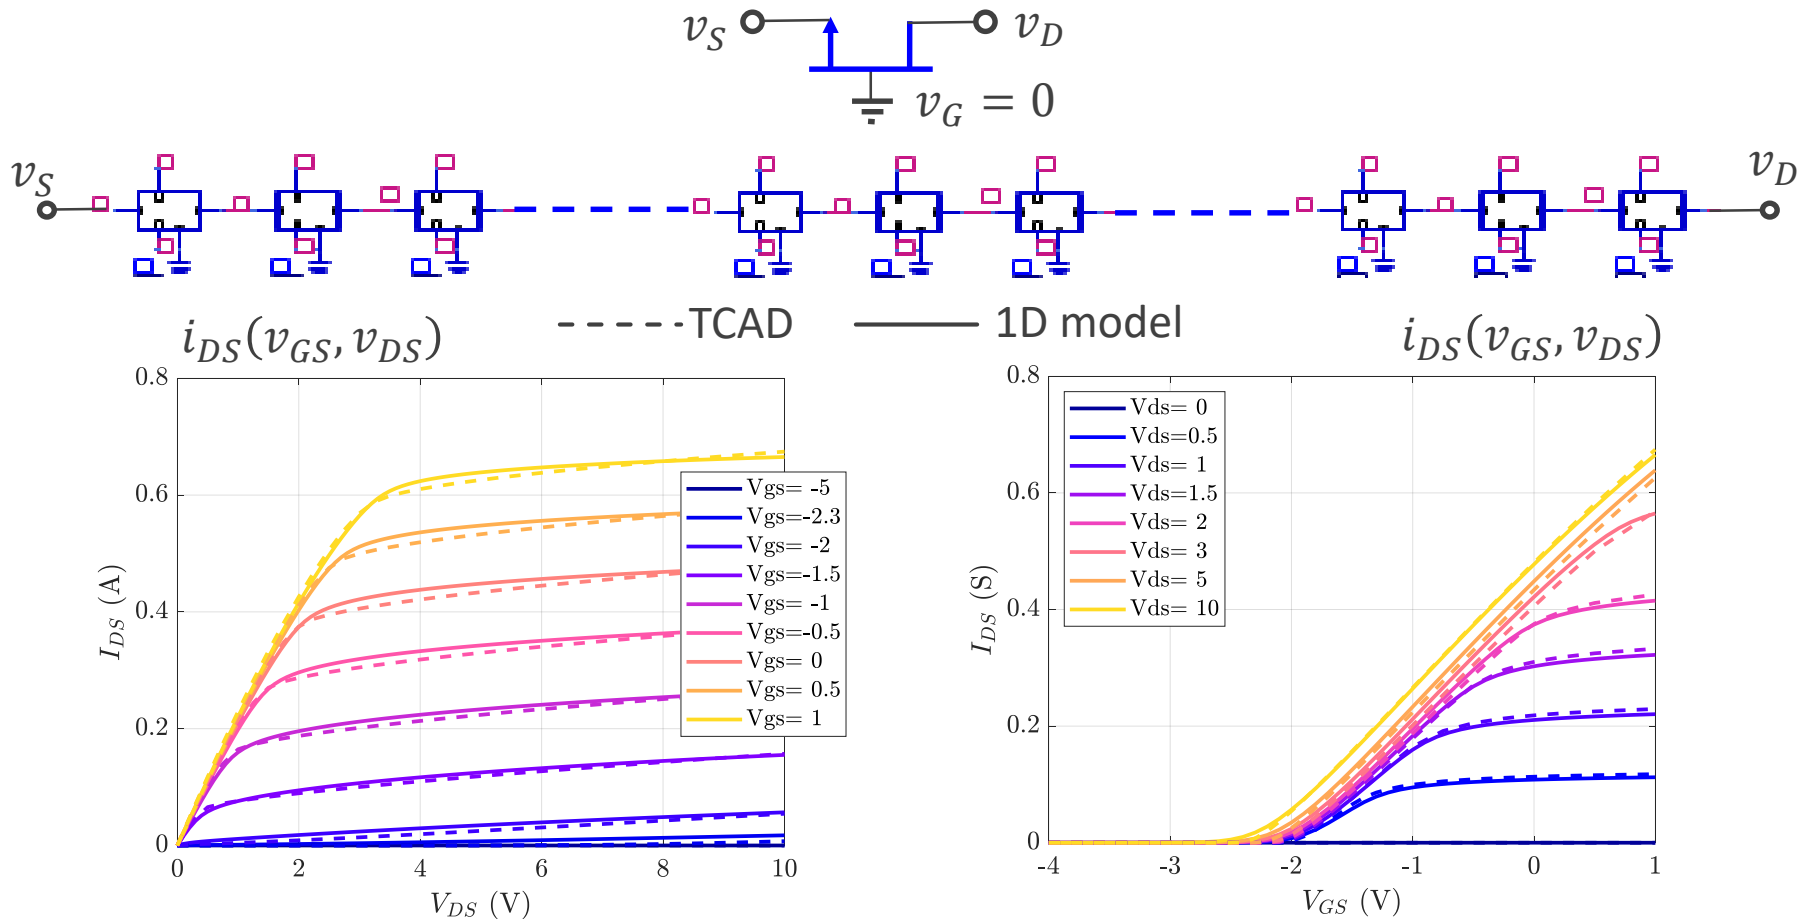 v_S
v_D
v_G = 0
v_S
v_D
TCAD
1D model
i_DS(v_GS, v_DS)
i_DS(v_GS, v_DS)
0.8
0.6
0.4
0.2
0
0
2
4
6
8
10
I_DS (A)
V_DS (V)
Vgs= -5
Vgs=-2.3
Vgs= -2
Vgs=-1.5
Vgs= -1
Vgs=-0.5
Vgs= 0
Vgs= 0.5
Vgs= 1
0.8
0.6
0.4
0.2
0
-4
-3
-2
-1
0
1
I_DS (S)
V_GS (V)
Vds= 0
Vds=0.5
Vds= 1
Vds=1.5
Vds= 2
Vds= 3
Vds= 5
Vds= 10